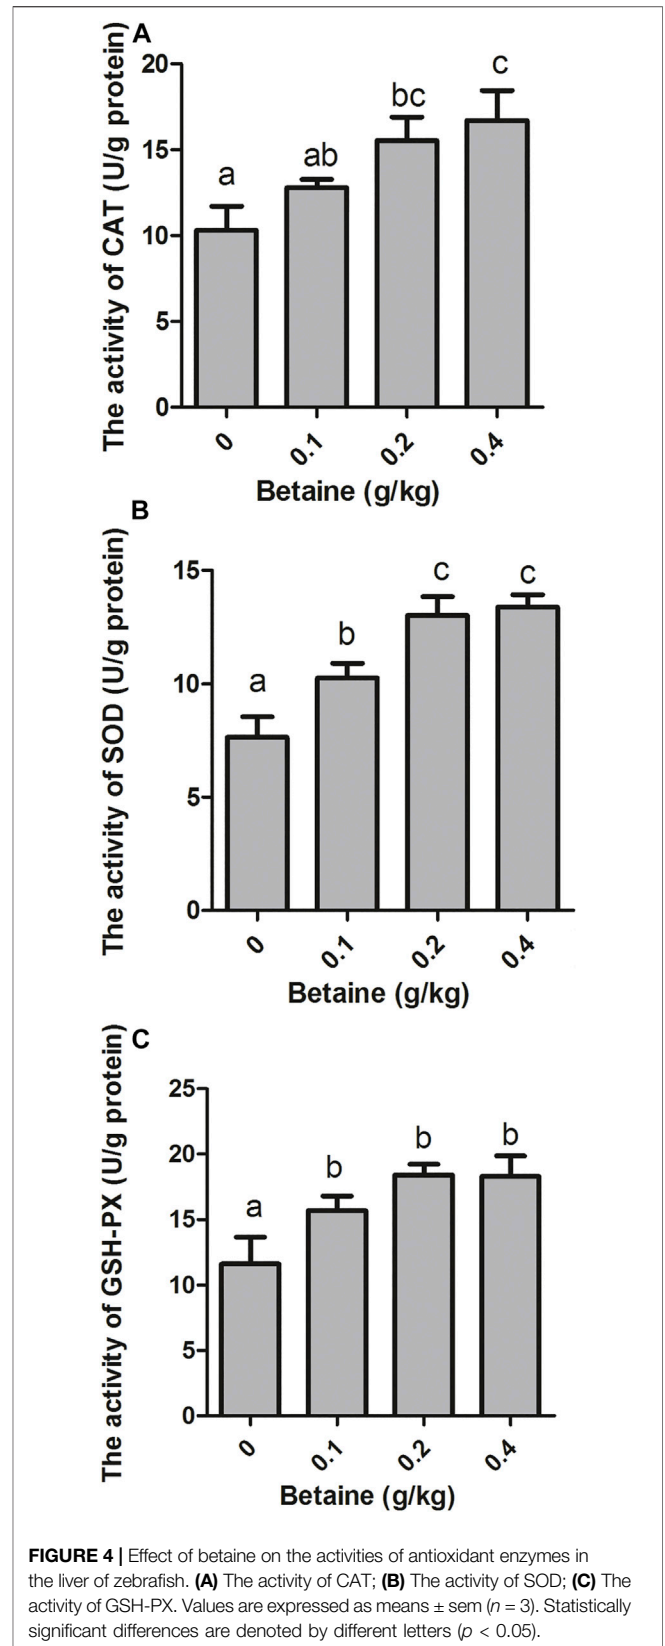 A
The activity of CAT (U/g protein)
20
15
10
5
0
a
ab
bc
c
0
0.1
0.2
0.4
Betaine (g/kg)
B
The activity of SOD (U/g protein)
15
10
5
0
a
b
c
c
0
0.1
0.2
0.4
Betaine (g/kg)
C
The activity of GSH-PX (U/g protein)
25
20
15
10
5
0
a
b
b
b
0
0.1
0.2
0.4
Betaine (g/kg)
FIGURE 4 | Effect of betaine on the activities of antioxidant enzymes in
the liver of zebrafish. (A) The activity of CAT; (B) The activity of SOD; (C) The
activity of GSH-PX. Values are expressed as means ± sem (n = 3). Statistically
significant differences are denoted by different letters (p < 0.05).